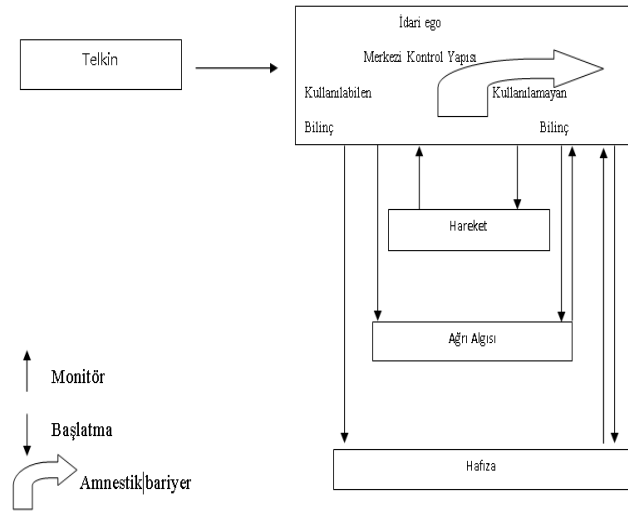 İdari ego
Telkin
Merkezi Kontrol Yapısı
Kullanılabilen
Kullanılamayan
Bilinç
Bilinç
Hareket
Ağrı Algısı
Monitör
Başlatma
Hafıza
Amnestik bariyer